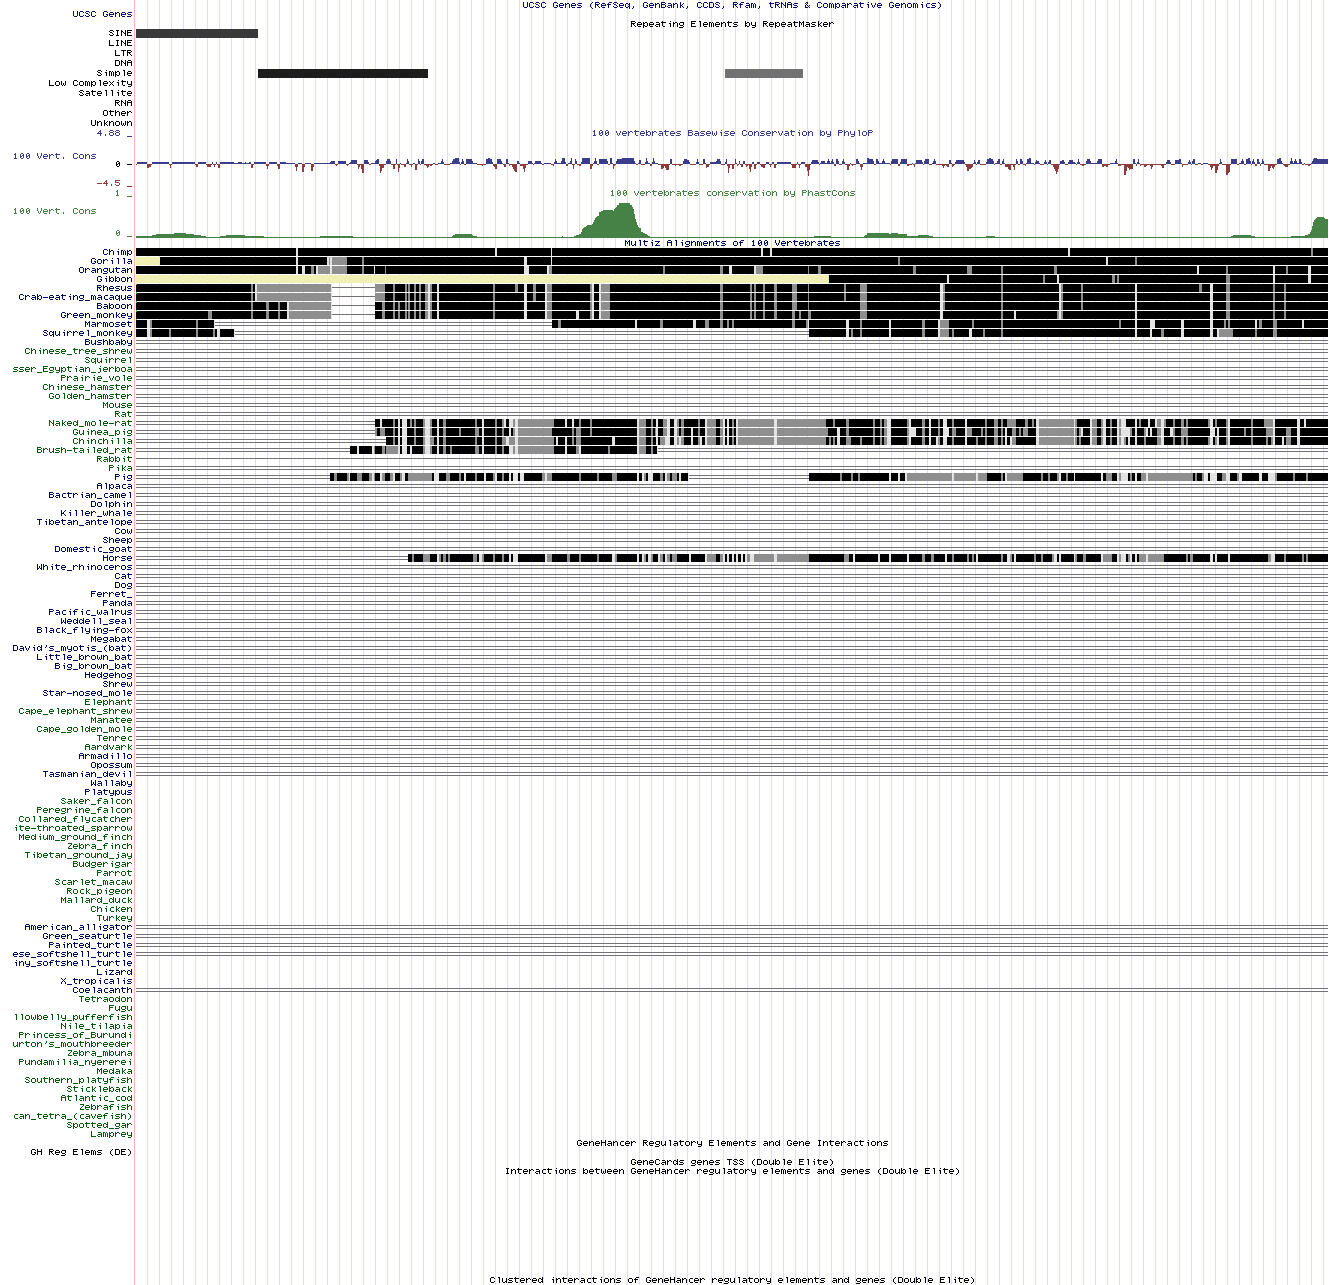 UCSC Genes (RefSeq, GenBank, CCDS, Rfam, tRNAs & Comparative Genomics)
UCSC Genes
Repeating Elements by RepeatMasker
SINE
LINE
LTR
DNA
Simple
Low Complexity
Satellite
RNA
Other
Unknown
4.88 _
100 vertebrates Basewise Conservation by PhyloP
100 Vert. Cons
0 _
-4.5 _
1 _
100 vertebrates conservation by PhastCons
100 Vert. Cons
0 _
Multiz Alignments of 100 Vertebrates
Chimp
Gorilla
Orangutan
Gibbon
Rhesus
Crab-eating_macaque
Baboon
Green_monkey
Marmoset
Squirrel_monkey
Bushbaby
Chinese_tree_shrew
Squirrel
sser_Egyptian_jerboa
Prairie_vole
Chinese_hamster
Golden_hamster
Mouse
Rat
Naked_mole-rat
Guinea_pig
Chinchilla
Brush-tailed_rat
Rabbit
Pika
Pig
Alpaca
Bactrian_camel
Dolphin
Killer_whale
Tibetan_antelope
Cow
Sheep
Domestic_goat
Horse
White_rhinoceros
Cat
Dog
Ferret_
Panda
Pacific_walrus
Weddell_seal
Black_flying-fox
Megabat
David's_myotis_(bat)
Little_brown_bat
Big_brown_bat
Hedgehog
Shrew
Star-nosed_mole
Elephant
Cape_elephant_shrew
Manatee
Cape_golden_mole
Tenrec
Aardvark
Armadillo
Opossum
Tasmanian_devil
Wallaby
Platypus
Saker_falcon
Peregrine_falcon
Collared_flycatcher
ite-throated_sparrow
Medium_ground_finch
Zebra_finch
Tibetan_ground_jay
Budgerigar
Parrot
Scarlet_macaw
Rock_pigeon
Mallard_duck
Chicken
Turkey
American_alligator
Green_seaturtle
Painted_turtle
ese_softshell_turtle
iny_softshell_turtle
Lizard
X_tropicalis
Coelacanth
Tetraodon
Fugu
llowbelly_pufferfish
Nile_tilapia
Princess_of_Burundi
urton's_mouthbreeder
Zebra_mbuna
Pundamilia_nyererei
Medaka
Southern_platyfish
Stickleback
Atlantic_cod
Zebrafish
can_tetra_(cavefish)
Spotted_gar
Lamprey
GeneHancer Regulatory Elements and Gene Interactions
GH Reg Elems (DE)
GeneCards genes TSS (Double Elite)
Interactions between GeneHancer regulatory elements and genes (Double Elite)
Clustered interactions of GeneHancer regulatory elements and genes (Double Elite)